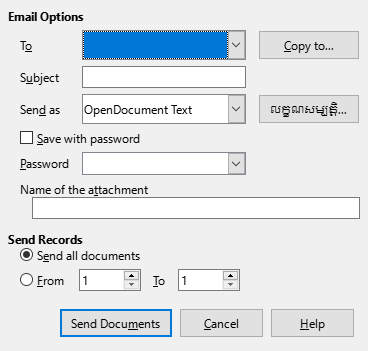 Email Options
To
Copy to...
Subject
Send as OpenDocument Text លក្ខណសម្បត្តិ...
Save with password
Password
Name of the attachment
Send Records
Send all documents
From 1 To 1
Send Documents Cancel Help